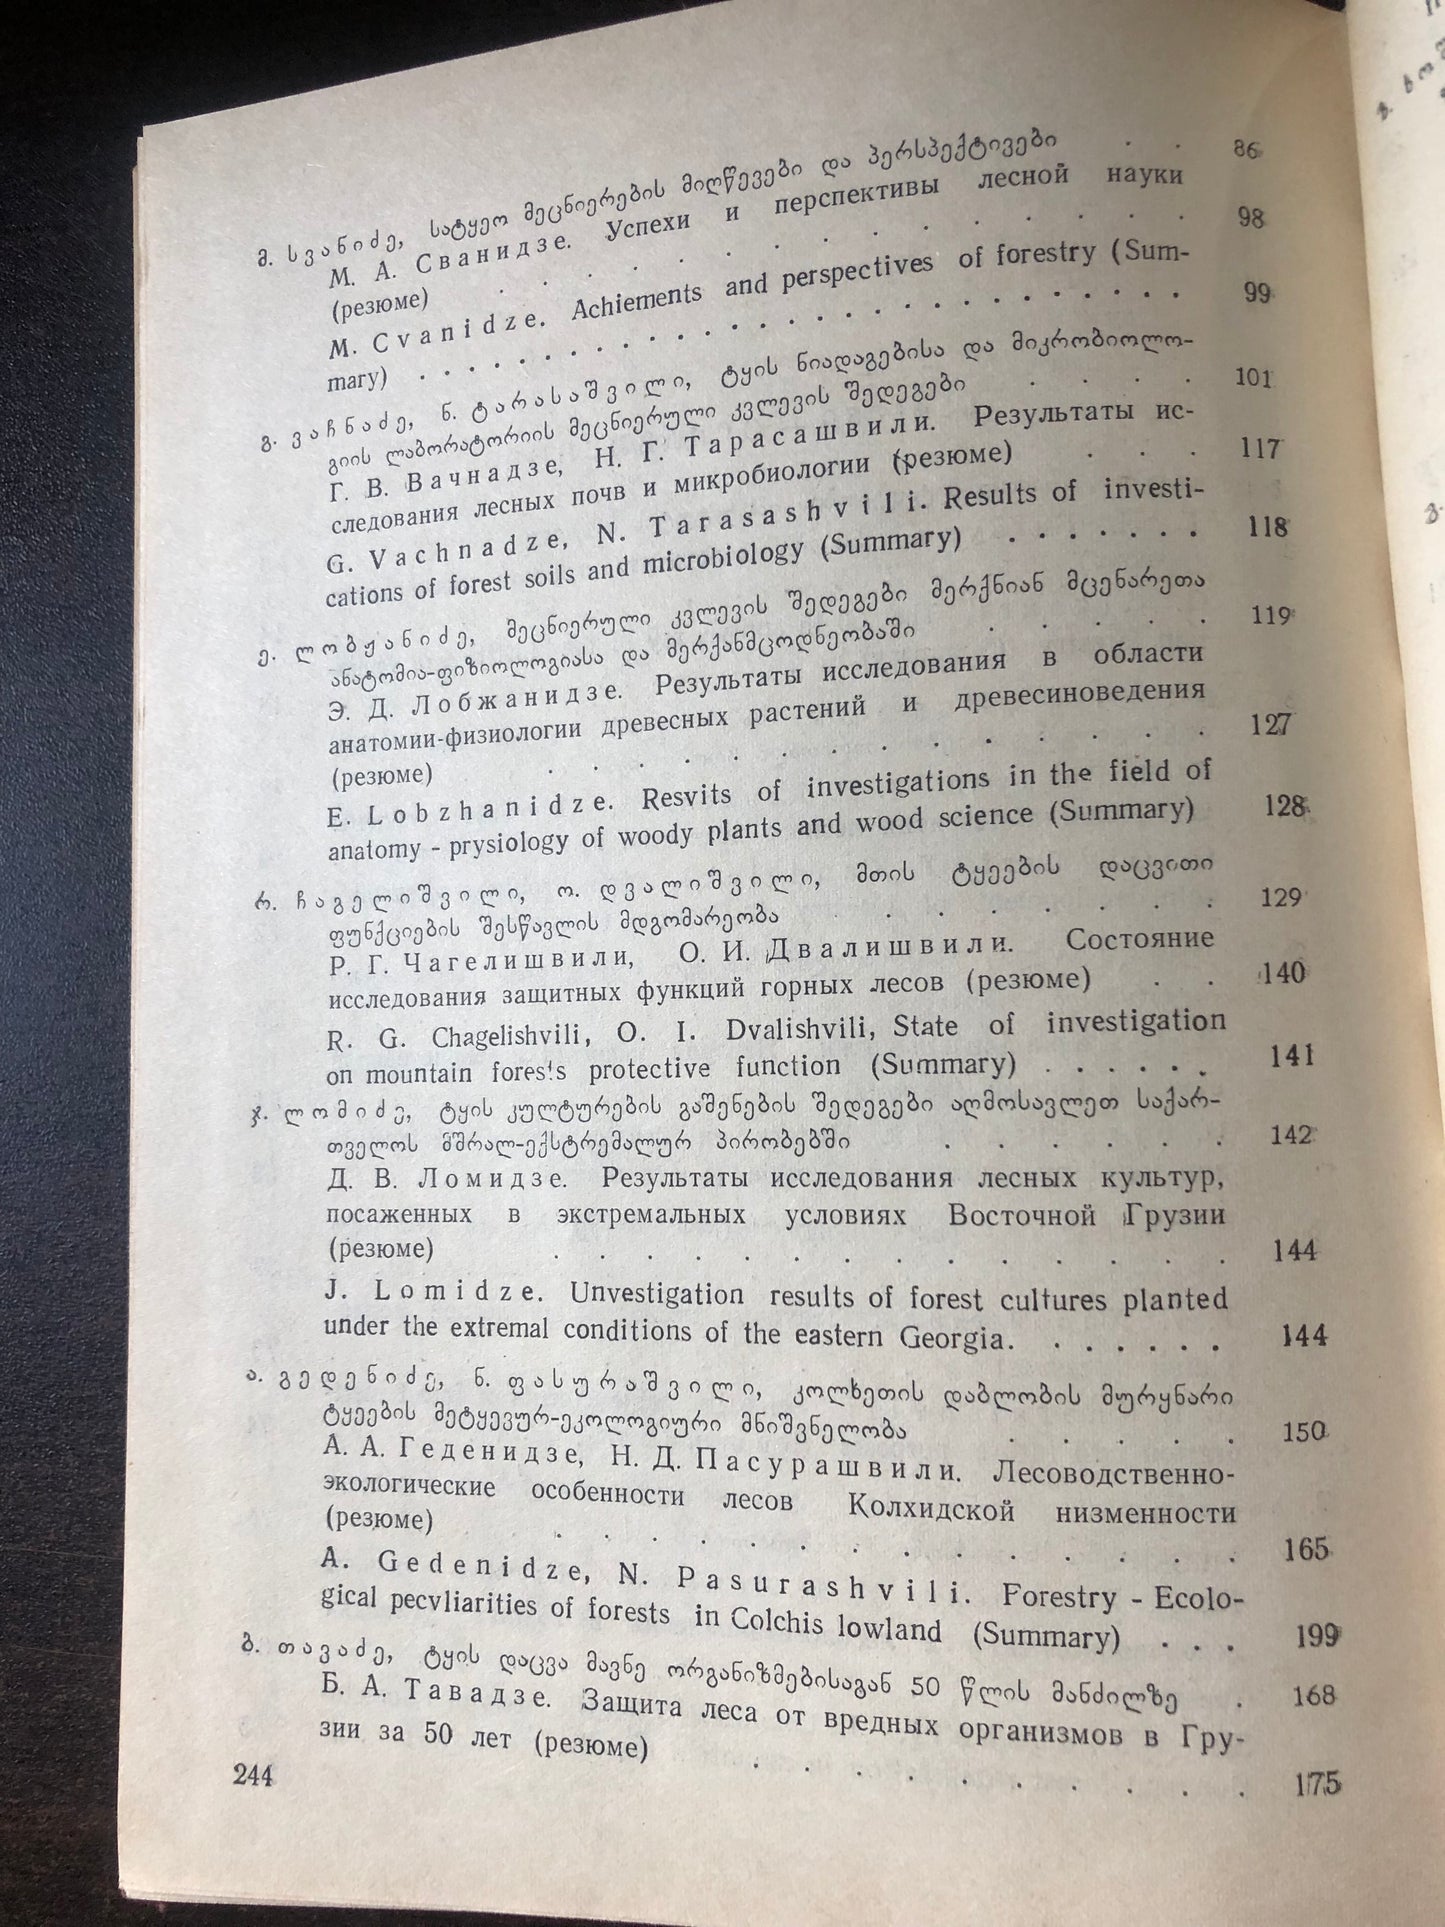 მ. სვანიძე, სატყეო მეცნიერების მიღწევები და პერსპექტივები . . 86
М. А. Сванидзе. Успехи и перспективы лесной науки
(резюме) . . . . . . . . . . . 98
M. Cvanidze. Achiements and perspectives of forestry (Sum-
mary) . . . . . . . . . . . . . . . . 99
გ. ვაჩნაძე, ნ. ტარასაშვილი, ტყის ნიადაგებისა და მიკრობიოლო-
გიის ლაბორატორიის მეცნიერული კვლევის შედეგები . . . . 101
Г. В. Вачнадзе, Н. Г. Тарасашвили. Результаты ис-
следования лесных почв и микробиологии (резюме) . . . 117
G. Vachnadze, N. Tarasashvili. Results of investi-
cations of forest soils and microbiology (Summary) . . . . . . . 118
ე. ლობჟანიძე, მეცნიერული კვლევის შედეგები მერქნიან მცენარეთა
ანატომია-ფიზიოლოგიასა და მერქანმცოდნეობაში . . . . . 119
Э. Д. Лобжанидзе. Результаты исследования в области
анатомии-физиологии древесных растений и древесиноведения
(резюме) . . . . . . . . . . . 127
E. Lobzhanidze. Resvits of investigations in the field of
anatomy - prysiology of woody plants and wood science (Summary) 128
რ. ჩაგელიშვილი, ო. დვალიშვილი, მთის ტყეების დაცვითი
ფუნქციების შესწავლის მდგომარეობა . . . . . . . 129
Р. Г. Чагелишвили, О. И. Двалишвили. Состояние
исследования защитных функций горных лесов (резюме) . . 140
R. G. Chagelishvili, O. I. Dvalishvili, State of investigation
on mountain forests protective function (Summary) . . . . . . 141
ჯ. ლომიძე, ტყის კულტურების გაშენების შედეგები აღმოსავლეთ საქარ-
თველოს მშრალ-ექსტრემალურ პირობებში . . . . . . 142
Д. В. Ломидзе. Результаты исследования лесных культур,
посаженных в экстремальных условиях Восточной Грузии
(резюме) . . . . . . . . . . . . 144
J. Lomidze. Unvestigation results of forest cultures planted
under the extremal conditions of the eastern Georgia. . . . . . . 144
ა. გედენიძე, ნ. ფასურაშვილი, კოლხეთის დაბლობის მურყნარი
ტყეების მეტყევურ-ეკოლოგიური მნიშვნელობა . . . . . 150
А. А. Геденидзе, Н. Д. Пасурашвили. Лесоводственно-
экологические особенности лесов Колхидской низменности
(резюме) . . . . . . . . . . . . 165
A. Gedenidze, N. Pasurashvili. Forestry - Ecolo-
gical pecvliarities of forests in Colchis lowland (Summary) . . . 199
ბ. თავაძე, ტყის დაცვა მავნე ორგანიზმებისაგან 50 წლის მანძილზე . 168
Б. А. Тавадзе. Защита леса от вредных организмов в Гру-
зии за 50 лет (резюме) . . . . . . . . . . 175
244